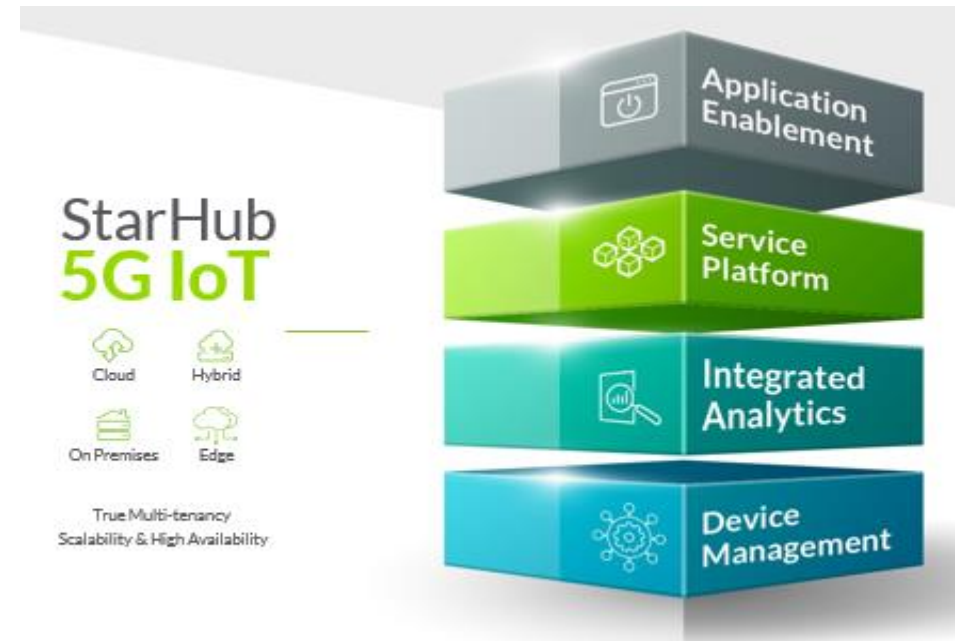 StarHub
5G IoT
Cloud
Hybrid
On Premises
Edge
True Multi-tenancy
Scalability & High Availability
Application
Enablement
Service
Platform
Integrated
Analytics
Device
Management